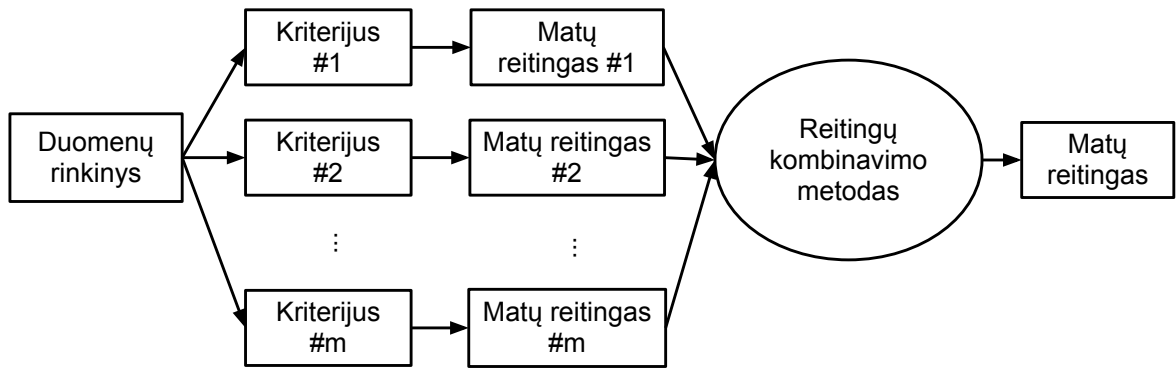 Duomenų
rinkinys
Kriterijus
#1
Matų
reitingas #1
Kriterijus
#2
Matų reitingas
#2
⋮
⋮
Kriterijus
#m
Matų reitingas
#m
Reitingų
kombinavimo
metodas
Matų
reitingas